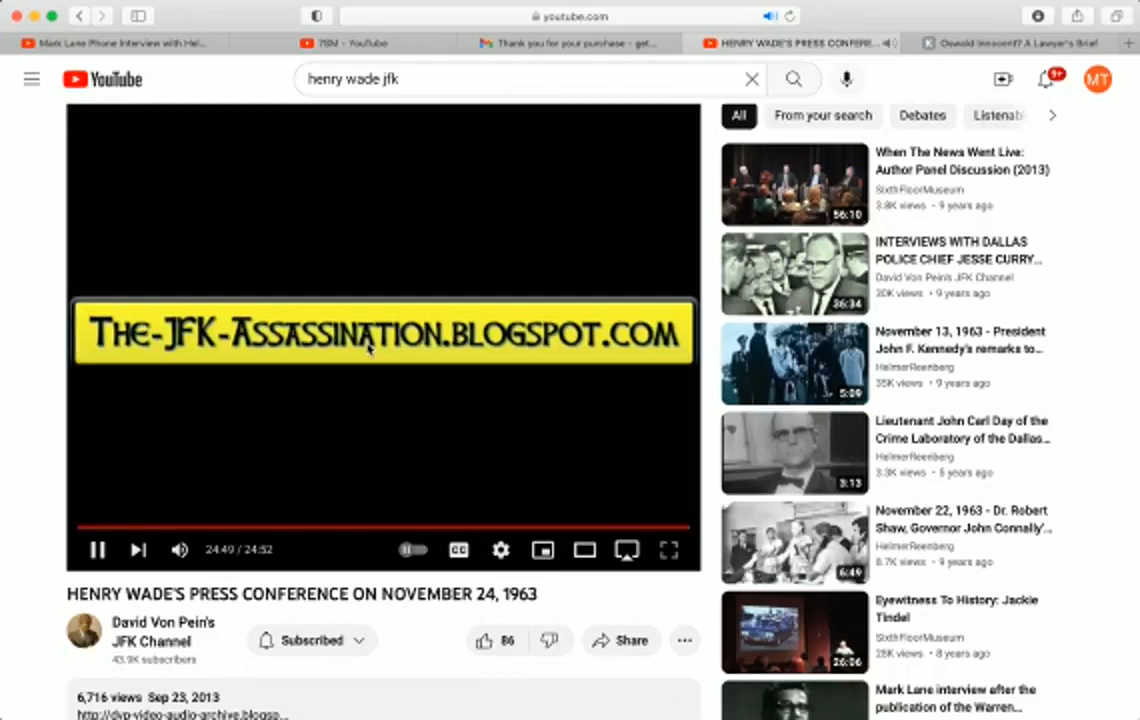 youtube.com
Mark Lane Phone Interview with Hel...
7SM - YouTube
Thank you for your purchase - get...
HENRY WADE'S PRESS CONFERE...
Oswald Innocent? A Lawyer's Brief
YouTube
henry wade jfk
9+
MT
THE-JFK-ASSASSINATION.BLOGSPOT.COM
24:49 / 24:52
CC
HENRY WADE'S PRESS CONFERENCE ON NOVEMBER 24, 1963
David Von Pein's
JFK Channel
43.9K subscribers
Subscribed
86
Share
6,716 views Sep 23, 2013
http://dvp-video-audio-archive.blogsp...
All
From your search
Debates
Listenabl
When The News Went Live:
Author Panel Discussion (2013)
SixthFloorMuseum
3.8K views • 9 years ago
56:10
INTERVIEWS WITH DALLAS
POLICE CHIEF JESSE CURRY...
David Von Pein's JFK Channel
30K views • 9 years ago
36:34
November 13, 1963 - President
John F. Kennedy's remarks to...
HelmerReenberg
35K views • 9 years ago
5:09
Lieutenant John Carl Day of the
Crime Laboratory of the Dallas...
HelmerReenberg
3.3K views • 5 years ago
3:13
November 22, 1963 - Dr. Robert
Shaw, Governor John Connally'...
HelmerReenberg
8.7K views • 9 years ago
6:49
Eyewitness To History: Jackie
Tindel
SixthFloorMuseum
28K views • 8 years ago
26:06
Mark Lane interview after the
publication of the Warren...